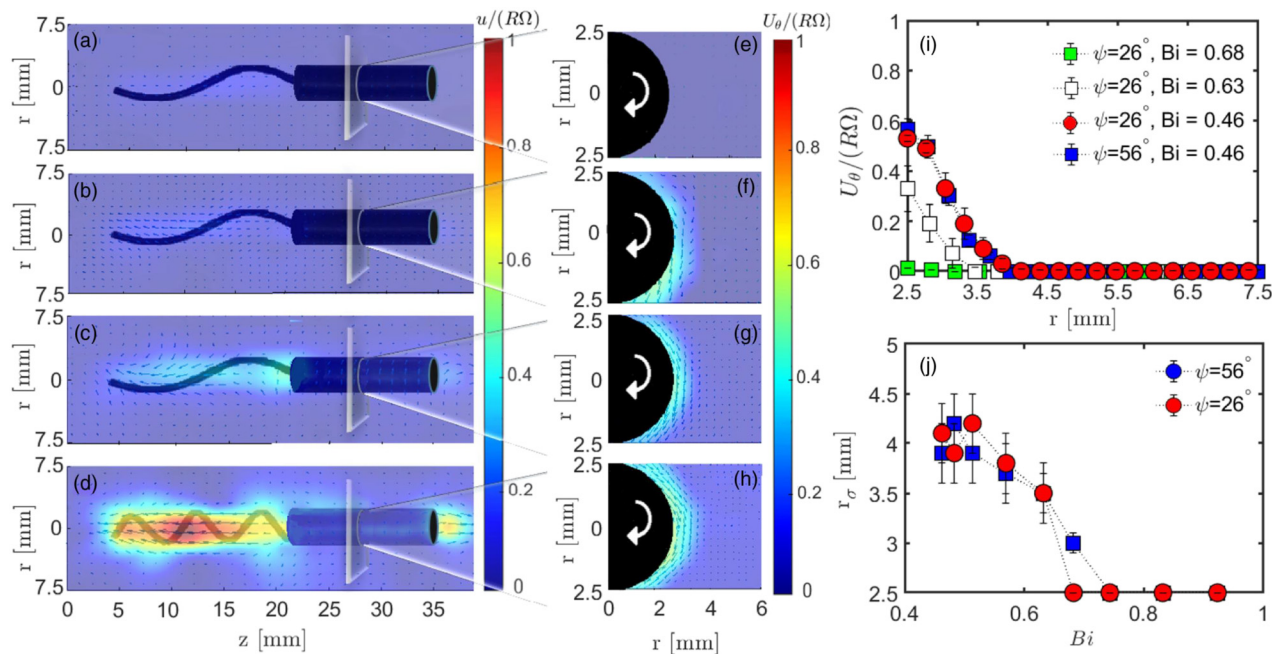 7.5
r [mm]
0
7.5
(a)
r [mm]
0
7.5
(b)
7.5
r [mm]
0
7.5
(c)
7.5
r [mm]
0
7.5
(d)
0
5
10
15
20
25
30
35
z [mm]
u/(RΩ)
1
0.8
0.6
0.4
0.2
0
2.5
r [mm]
0
2.5
(e)
2.5
r [mm]
0
2.5
(f)
r [mm]
0
2.5
(g)
2.5
r [mm]
0
2.5
(h)
0
2
4
6
r [mm]
U_θ/(RΩ)
1
0.8
0.6
0.4
0.2
0
(i)
U_θ/(RΩ)
1
0.8
0.6
0.4
0.2
0
ψ=26°, Bi = 0.68
ψ=26°, Bi = 0.63
ψ=26°, Bi = 0.46
ψ=56°, Bi = 0.46
2.5
3.5
4.5
5.5
6.5
7.5
r [mm]
(j)
r_σ [mm]
5
4.5
4
3.5
3
2.5
ψ=56°
ψ=26°
0.4
0.6
0.8
1
Bi